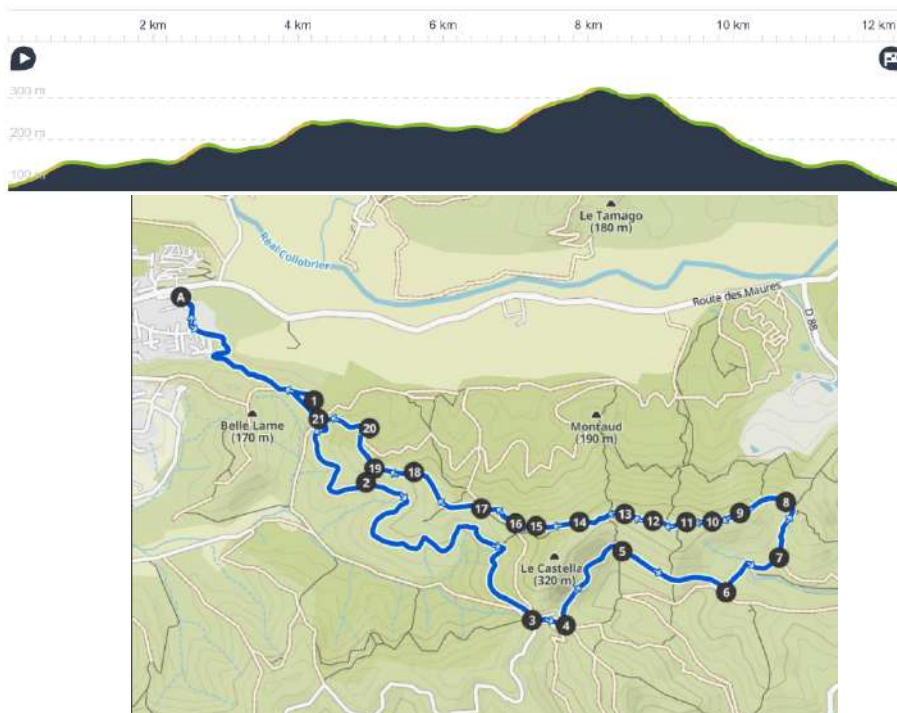 2 km 4 km 6 km 8 km 10 km 12 km
300 m
200 m
100 m
Le Tamago
(180 m)
Réal Collobrier
A
Route des Maures
D 88
1
Belle Lame
(170 m)
21
20
Montaud
(190 m)
19
18
2
17
16
15
14
13
12
11
10
9
8
5
Le Castella
(320 m)
7
6
3
4